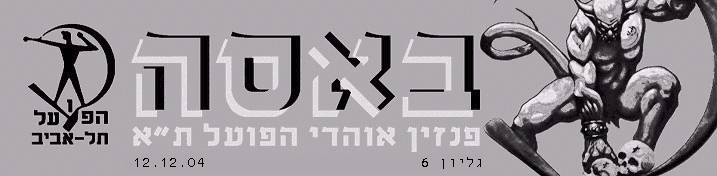 הפועל
תל-אביב
באסה
פנזין אוהדי הפועל ת"א
גליון 6
12.12.04